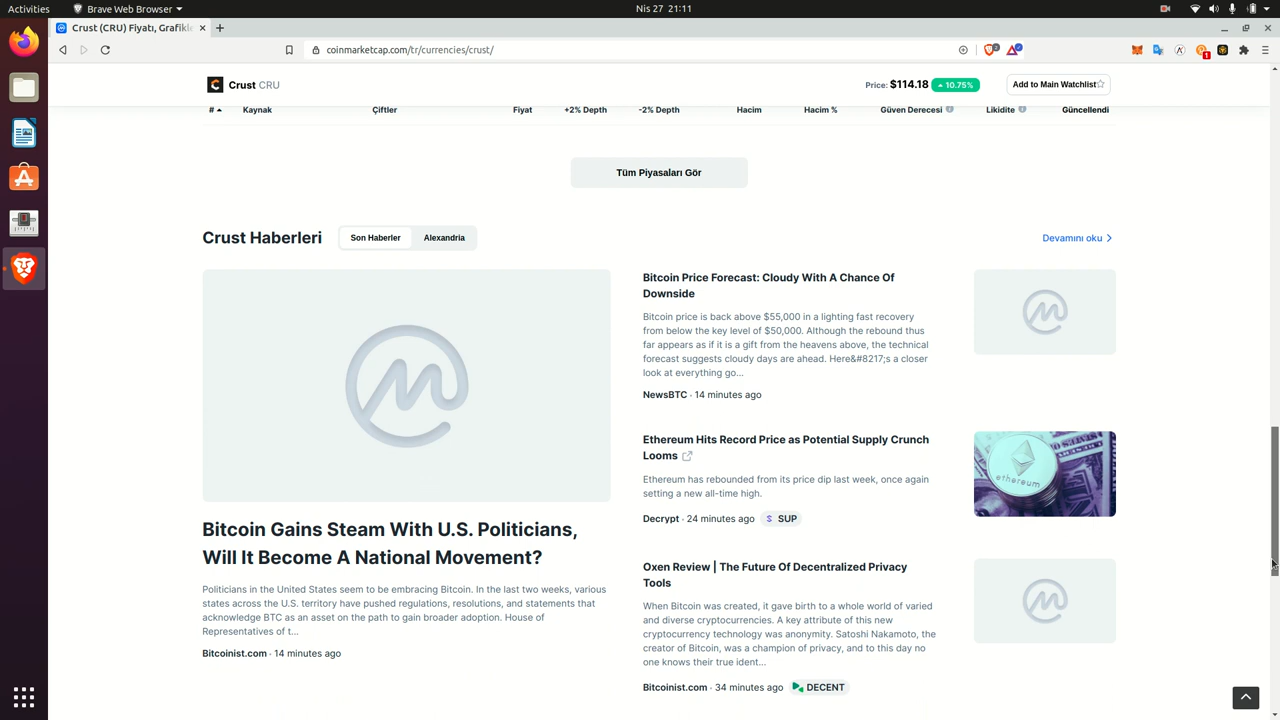 Activities
Brave Web Browser
Nis 27 21:11
Crust (CRU) Fiyatı, Grafikle
coinmarketcap.com/tr/currencies/crust/
2
1
Crust CRU
Price: $114.18 10.75%
Add to Main Watchlist
# Kaynak Çiftler Fiyat +2% Depth -2% Depth Hacim Hacim % Güven Derecesi Likidite Güncellendi
Tüm Piyasaları Gör
Crust Haberleri
Son Haberler
Alexandria
Devamını oku
Bitcoin Gains Steam With U.S. Politicians,
Will It Become A National Movement?
Politicians in the United States seem to be embracing Bitcoin. In the last two weeks, various
states across the U.S. territory have pushed regulations, resolutions, and statements that
acknowledge BTC as an asset on the path to gain broader adoption. House of
Representatives of t...
Bitcoinist.com · 14 minutes ago
Bitcoin Price Forecast: Cloudy With A Chance Of
Downside
Bitcoin price is back above $55,000 in a lighting fast recovery
from below the key level of $50,000. Although the rebound thus
far appears as if it is a gift from the heavens above, the technical
forecast suggests cloudy days are ahead. Here&#8217;s a closer
look at everything go...
NewsBTC · 14 minutes ago
Ethereum Hits Record Price as Potential Supply Crunch
Looms
Ethereum has rebounded from its price dip last week, once again
setting a new all-time high.
Decrypt · 24 minutes ago SUP
ethereum
Oxen Review | The Future Of Decentralized Privacy
Tools
When Bitcoin was created, it gave birth to a whole world of varied
and diverse cryptocurrencies. A key attribute of this new
cryptocurrency technology was anonymity. Satoshi Nakamoto, the
creator of Bitcoin, was a champion of privacy, and to this day no
one knows their true ident...
Bitcoinist.com · 34 minutes ago DECENT